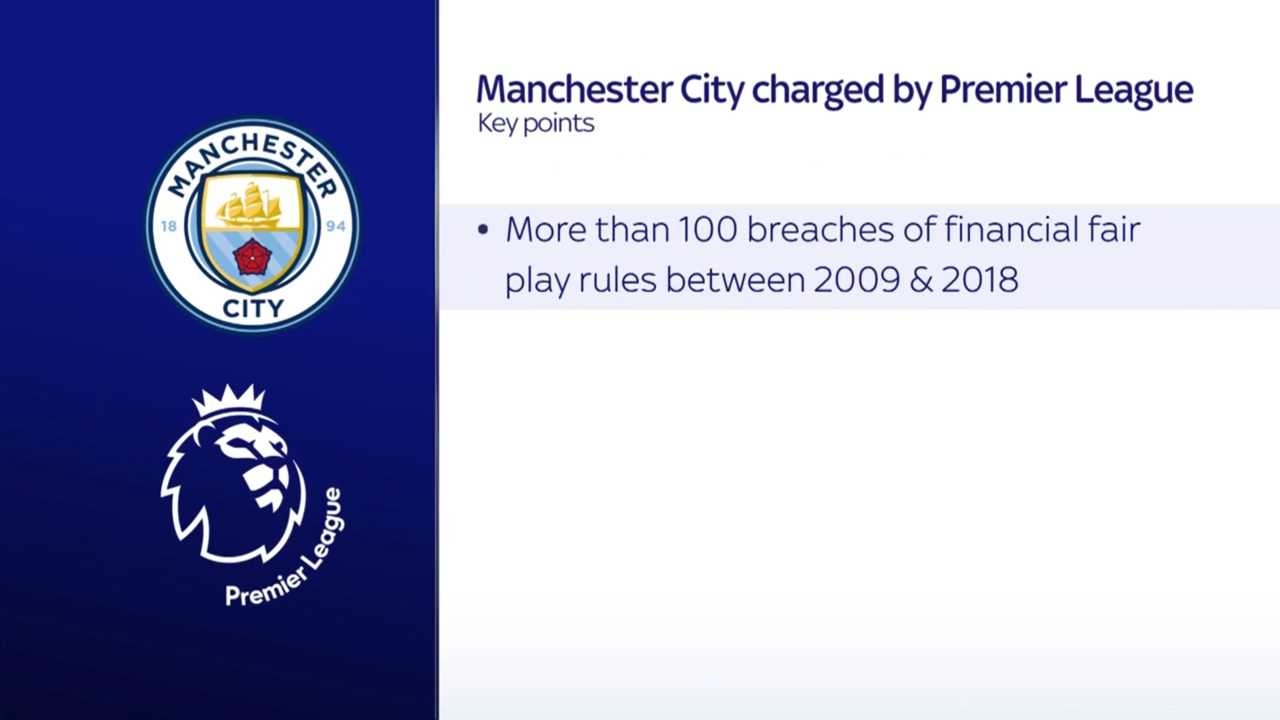 MANCHESTER
18 94
CITY
Premier League
Manchester City charged by Premier League
Key points
• More than 100 breaches of financial fair
play rules between 2009 & 2018